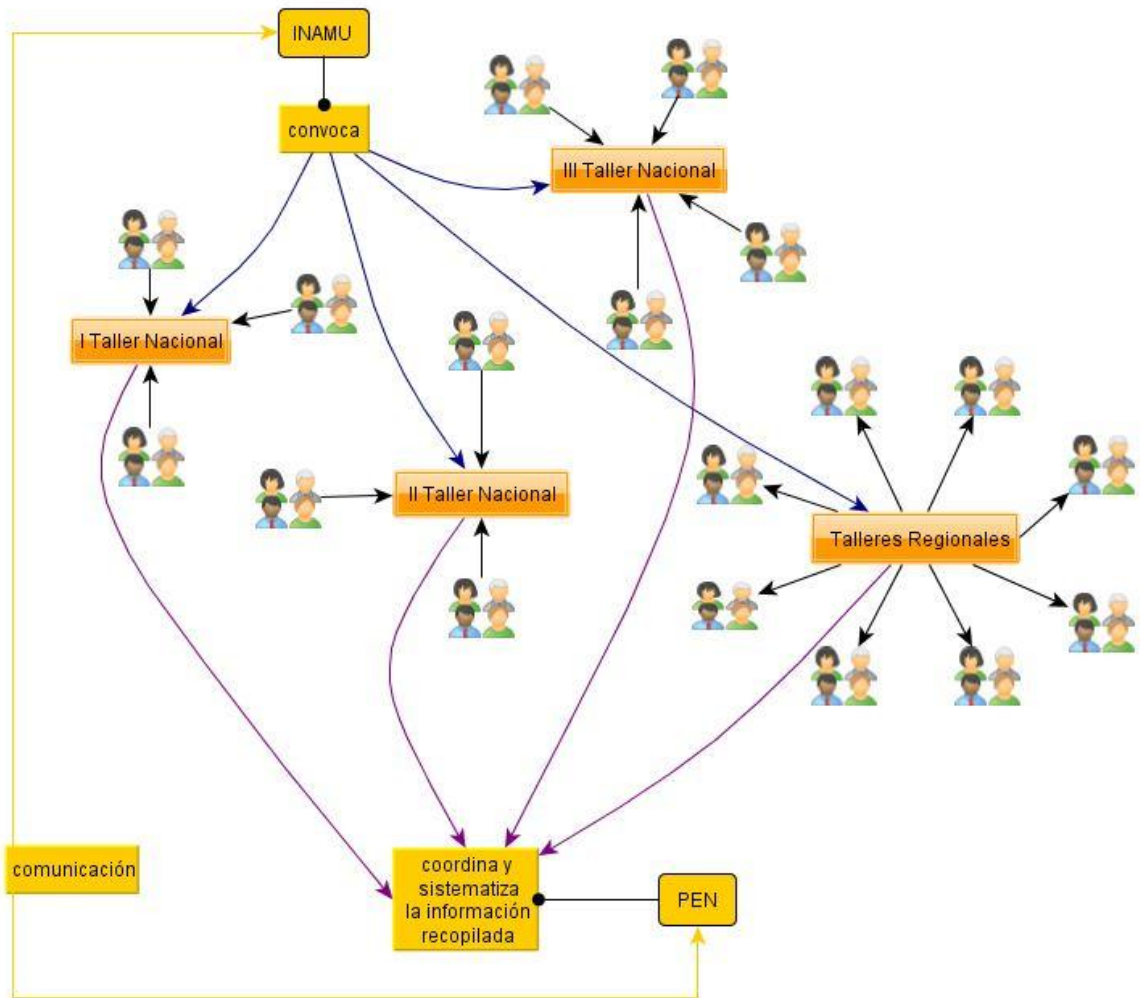 INAMU
convoca
III Taller Nacional
I Taller Nacional
II Taller Nacional
Talleres Regionales
comunicación
coordina y
sistematiza
la información
recopilada
PEN